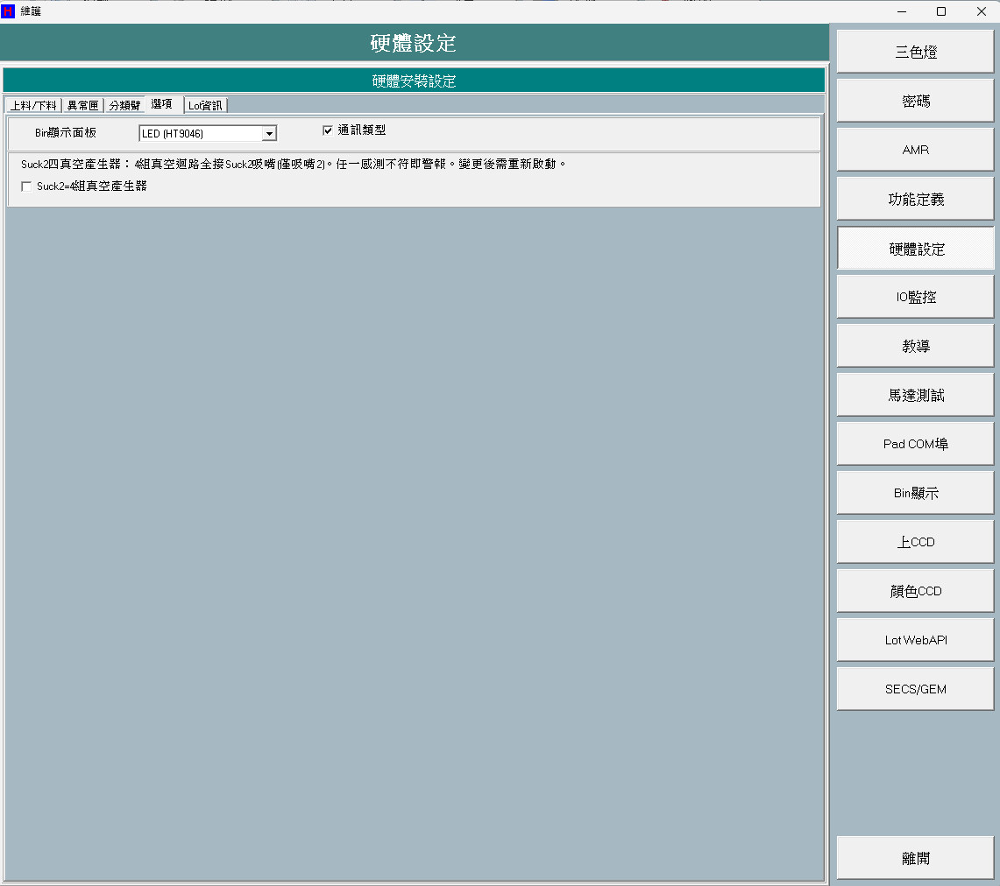 H 維護
硬體設定
硬體安裝設定
上料/下料 異常匣 分類臂 選項 Lot資訊
Bin顯示面板 LED (HT9046) 通訊類型
Suck2四真空產生器：4組真空迴路全接Suck2吸嘴(僅吸嘴2)。任一感測不符即警報。變更後需重新啟動。
Suck2=4組真空產生器
三色燈
密碼
AMR
功能定義
硬體設定
IO監控
教導
馬達測試
Pad COM埠
Bin顯示
上CCD
顏色CCD
Lot WebAPI
SECS/GEM
離開